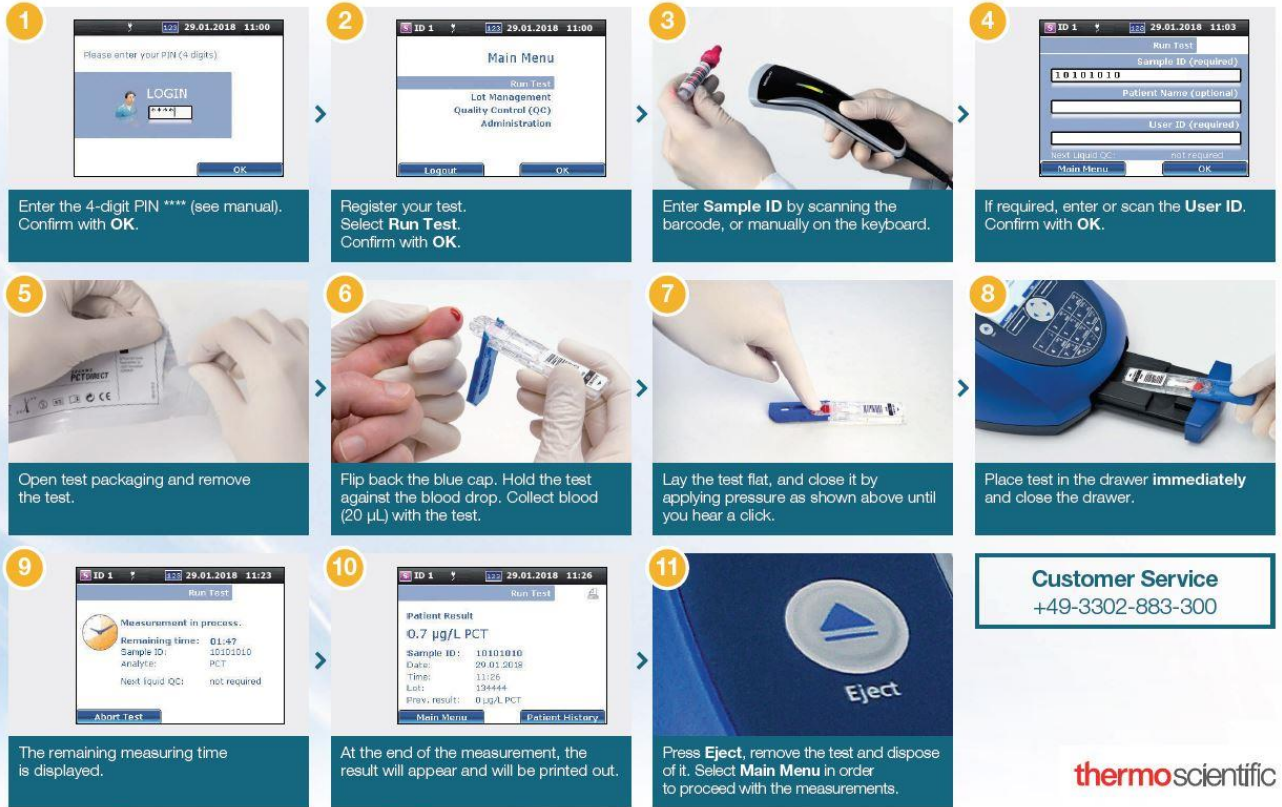 1
123 29.01.2018 11:00
Please enter your PIN (4 digits)
LOGIN
****
OK
Enter the 4-digit PIN **** (see manual).
Confirm with OK.
2
S ID 1 123 29.01.2018 11:00
Main Menu
Run Test
Lot Management
Quality Control (QC)
Administration
Logout OK
Register your test.
Select Run Test.
Confirm with OK.
3
Enter Sample ID by scanning the
barcode, or manually on the keyboard.
4
S ID 1 123 29.01.2018 11:03
Run Test
Sample ID (required)
10101010
Patient Name (optional)
User ID (required)
Next Liquid QC: not required
Main Menu OK
If required, enter or scan the User ID.
Confirm with OK.
5
PCT DIRECT
Open test packaging and remove
the test.
6
Flip back the blue cap. Hold the test
against the blood drop. Collect blood
(20 µL) with the test.
7
Lay the test flat, and close it by
applying pressure as shown above until
you hear a click.
8
Place test in the drawer immediately
and close the drawer.
9
S ID 1 123 29.01.2018 11:23
Run Test
Measurement in process.
Remaining time: 01:47
Sample ID: 10101010
Analyte: PCT
Next liquid QC: not required
Abort Test
The remaining measuring time
is displayed.
10
S ID 1 123 29.01.2018 11:26
Run Test
Patient Result
0.7 µg/L PCT
Sample ID: 10101010
Date: 29.01.2018
Time: 11:26
Lot: 134444
Prev. result: 0 µg/L PCT
Main Menu Patient History
At the end of the measurement, the
result will appear and will be printed out.
11
Eject
Press Eject, remove the test and dispose
of it. Select Main Menu in order
to proceed with the measurements.
Customer Service
+49-3302-883-300
thermo scientific